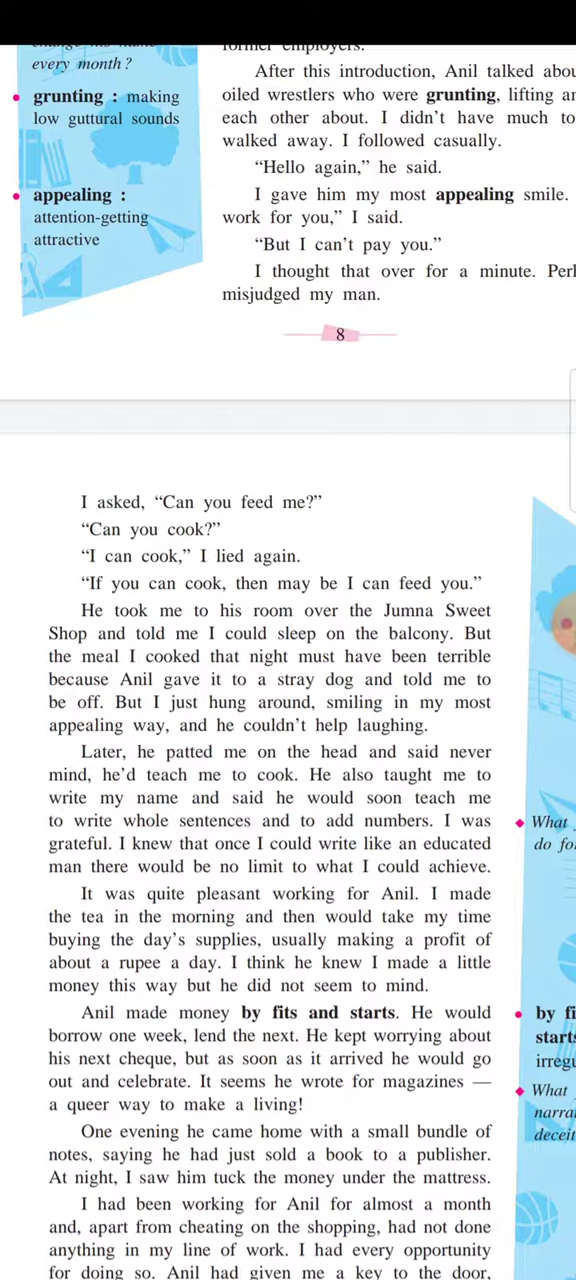 every month?
grunting : making
low guttural sounds
appealing :
attention-getting
attractive
former employers.
After this introduction, Anil talked
oiled wrestlers who were grunting, lifting
each other about. I didn't have much to
walked away. I followed casually.
“Hello again,” he said.
I gave him my most appealing smile.
work for you,” I said.
“But I can't pay you.”
I thought that over for a minute.
misjudged my man.
8
I asked, “Can you feed me?”
“Can you cook?”
“I can cook,” I lied again.
“If you can cook, then may be I can feed you.”
He took me to his room over the Jumna Sweet
Shop and told me I could sleep on the balcony. But
the meal I cooked that night must have been terrible
because Anil gave it to a stray dog and told me to
be off. But I just hung around, smiling in my most
appealing way, and he couldn't help laughing.
Later, he patted me on the head and said never
mind, he'd teach me to cook. He also taught me to
write my name and said he would soon teach me
to write whole sentences and to add numbers. I was
grateful. I knew that once I could write like an educated
man there would be no limit to what I could achieve.
It was quite pleasant working for Anil. I made
the tea in the morning and then would take my time
buying the day's supplies, usually making a profit of
about a rupee a day. I think he knew I made a little
money this way but he did not seem to mind.
Anil made money by fits and starts. He would
borrow one week, lend the next. He kept worrying about
his next cheque, but as soon as it arrived he would go
out and celebrate. It seems he wrote for magazines —
a queer way to make a living!
One evening he came home with a small bundle of
notes, saying he had just sold a book to a publisher.
At night, I saw him tuck the money under the mattress.
I had been working for Anil for almost a month
and, apart from cheating on the shopping, had not done
anything in my line of work. I had every opportunity
for doing so. Anil had given me a key to the door,
What
do
by
starts
What